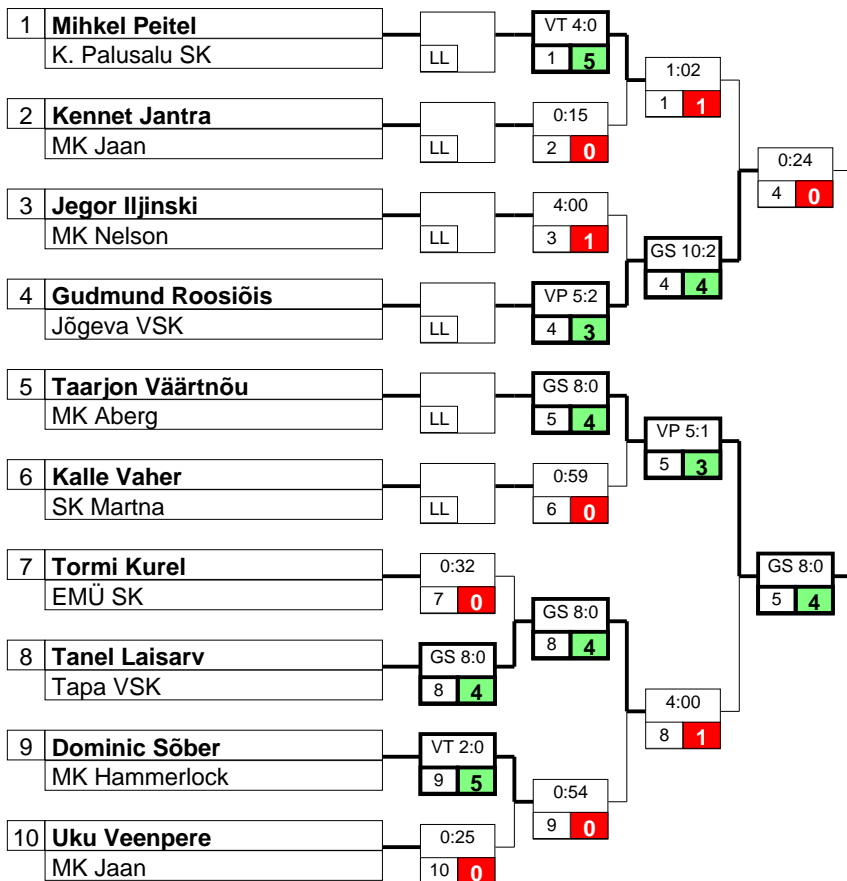 1 Mihkel Peitel
K. Palusalu SK
LL
VT 4:0
1 5
1:02
1 1
2 Kennet Jantra
MK Jaan
LL
0:15
2 0
0:24
4 0
3 Jegor Iljinski
MK Nelson
LL
4:00
3 1
GS 10:2
4 4
4 Gudmund Roosiõis
Jõgeva VSK
LL
VP 5:2
4 3
5 Taarjon Väärtnõu
MK Aberg
LL
GS 8:0
5 4
VP 5:1
5 3
6 Kalle Vaher
SK Martna
LL
0:59
6 0
7 Tormi Kurel
EMÜ SK
0:32
7 0
GS 8:0
5 4
GS 8:0
8 4
8 Tanel Laisarv
Tapa VSK
GS 8:0
8 4
4:00
8 1
9 Dominic Sõber
MK Hammerlock
VT 2:0
9 5
0:54
9 0
10 Uku Veenpere
MK Jaan
0:25
10 0